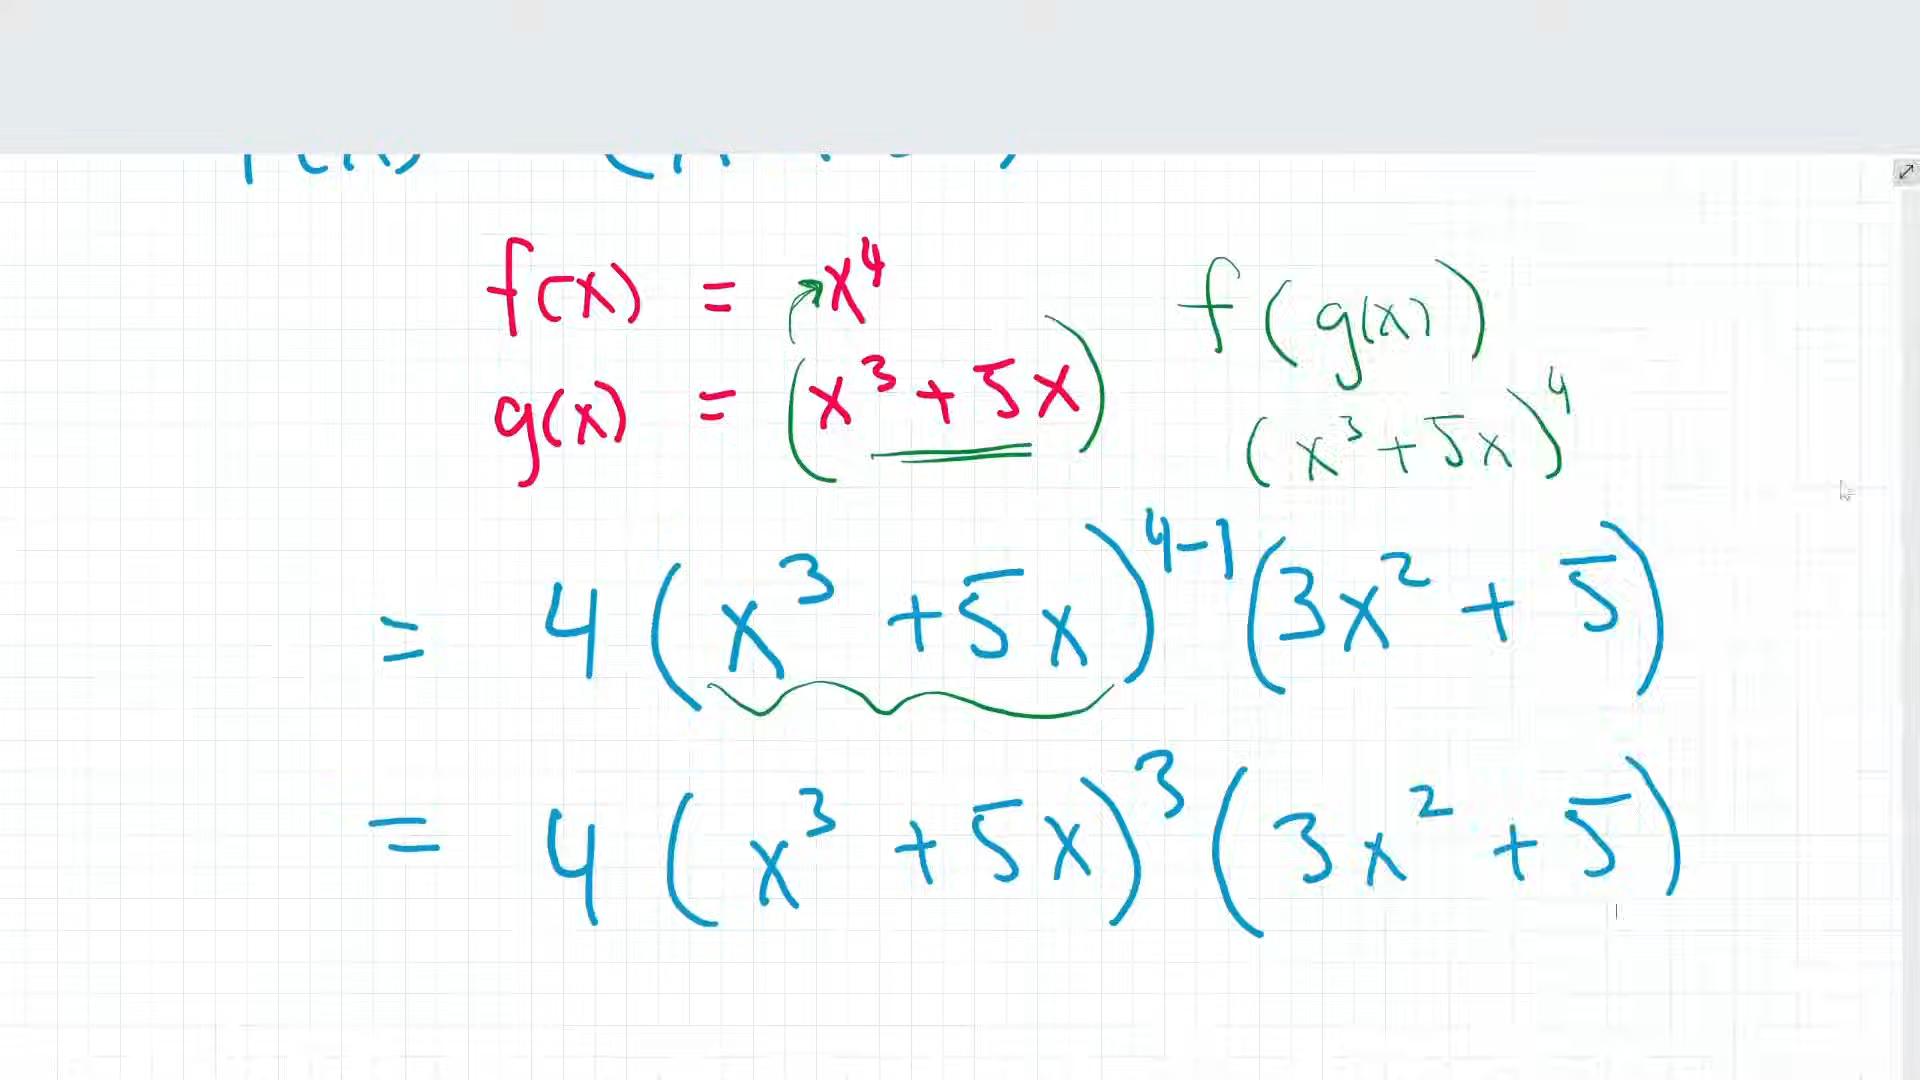 f(x) = x⁴
g(x) = (x³ + 5x)
f(g(x))
(x³ + 5x)⁴
= 4(x³ + 5x)⁴⁻¹(3x² + 5)
= 4(x³ + 5x)³(3x² + 5)